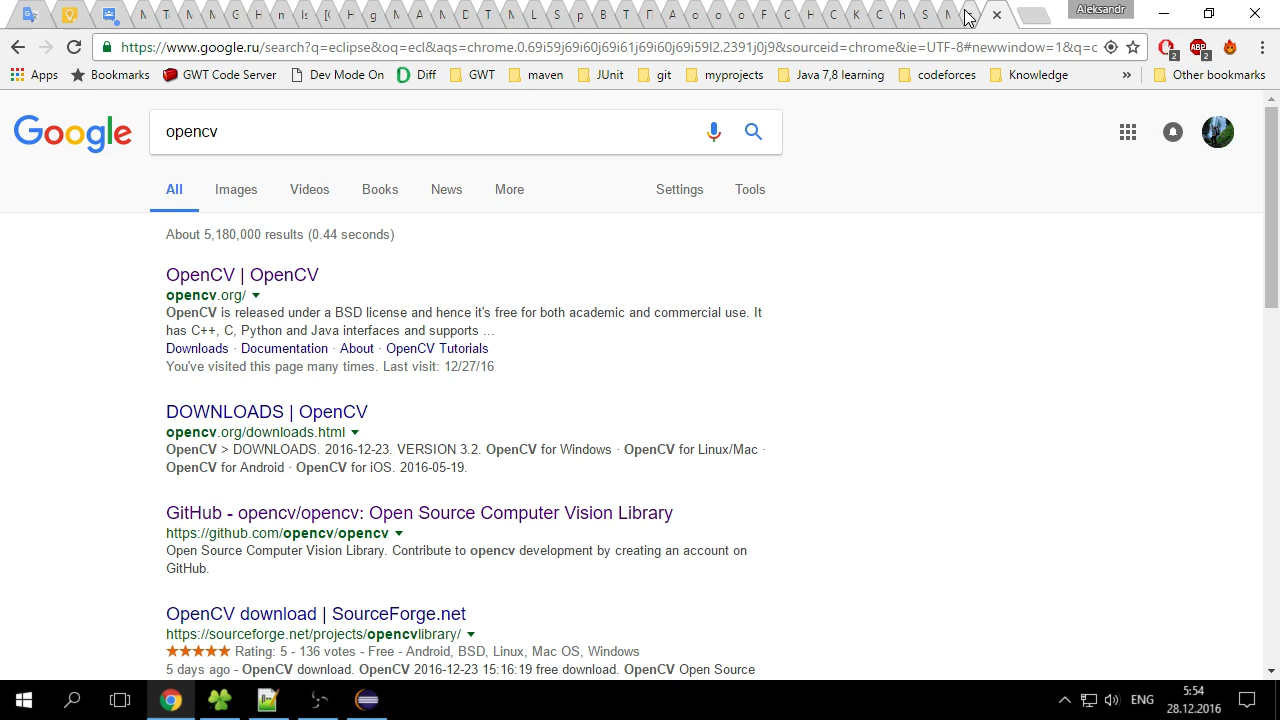 Aleksandr
https://www.google.ru/search?q=eclipse&oq=ecl&aqs=chrome.0.69i59j69i60j69i61j69i60j69i59l2.2391j0j9&sourceid=chrome&ie=UTF-8#newwindow=1&q=o
2
2
Apps
Bookmarks
GWT Code Server
Dev Mode On
Diff
GWT
maven
JUnit
git
myprojects
Java 7,8 learning
codeforces
Knowledge
»
Other bookmarks
Google
opencv
All
Images
Videos
Books
News
More
Settings
Tools
About 5,180,000 results (0.44 seconds)
OpenCV | OpenCV
opencv.org/
OpenCV is released under a BSD license and hence it's free for both academic and commercial use. It
has C++, C, Python and Java interfaces and supports ...
Downloads · Documentation · About · OpenCV Tutorials
You've visited this page many times. Last visit: 12/27/16
DOWNLOADS | OpenCV
opencv.org/downloads.html
OpenCV > DOWNLOADS. 2016-12-23. VERSION 3.2. OpenCV for Windows · OpenCV for Linux/Mac ·
OpenCV for Android · OpenCV for iOS. 2016-05-19.
GitHub - opencv/opencv: Open Source Computer Vision Library
https://github.com/opencv/opencv
Open Source Computer Vision Library. Contribute to opencv development by creating an account on
GitHub.
OpenCV download | SourceForge.net
https://sourceforge.net/projects/opencvlibrary/
Rating: 5 - 136 votes - Free - Android, BSD, Linux, Mac OS, Windows
5 days ago - OpenCV download. OpenCV 2016-12-23 15:16:19 free download. OpenCV Open Source
ENG
5:54
28.12.2016